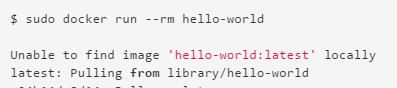 $ sudo docker run --rm hello-world
Unable to find image 'hello-world:latest' locally
latest: Pulling from library/hello-world